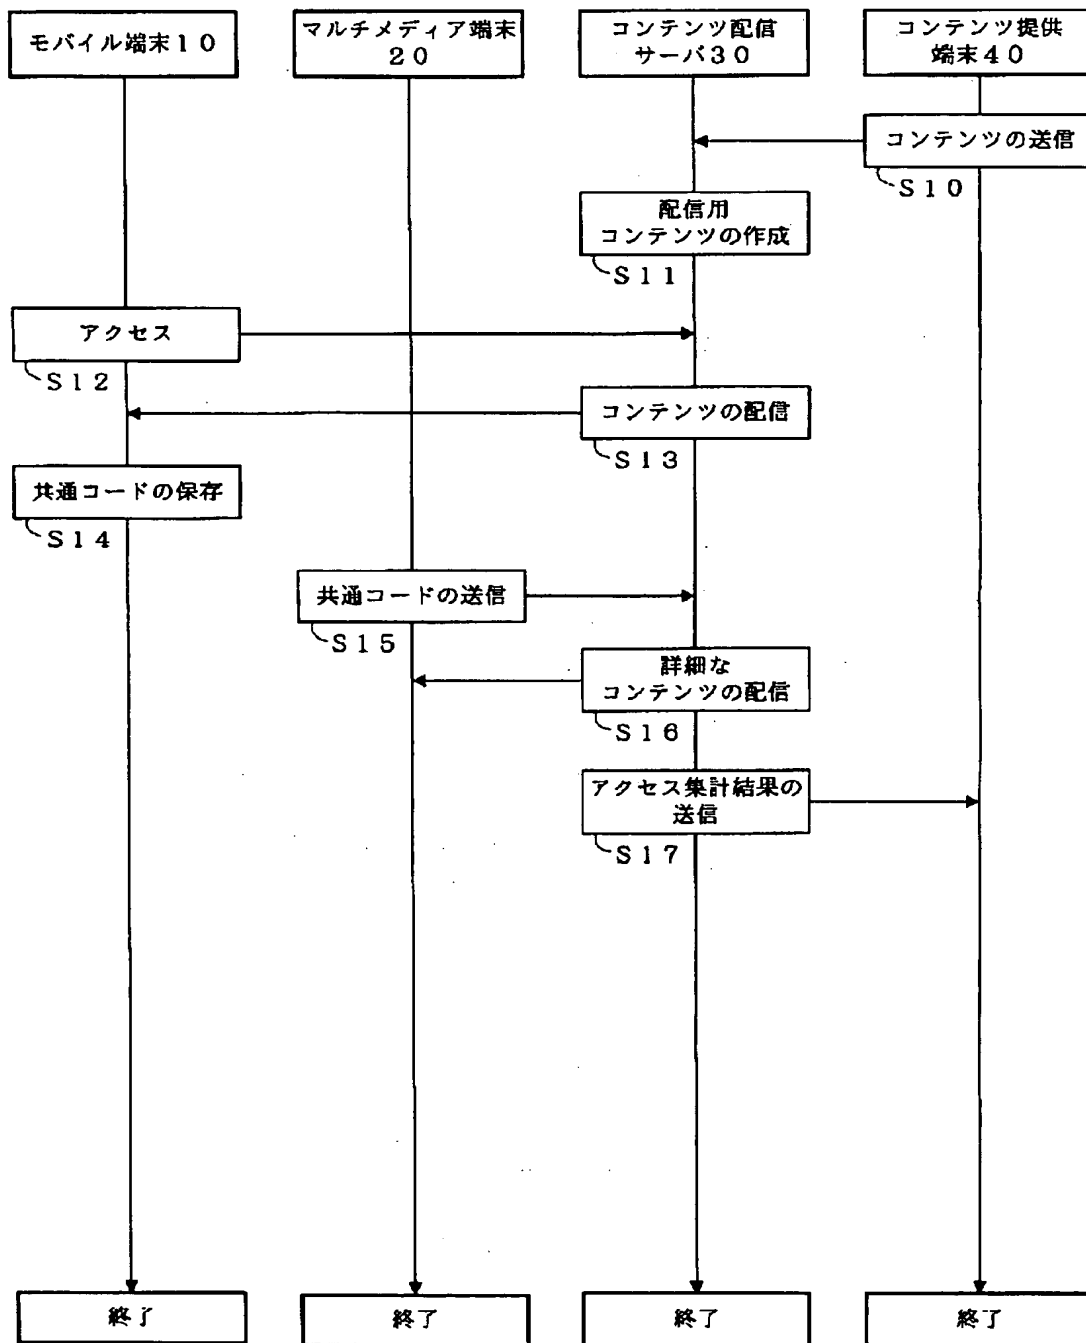 モバイル端末10
マルチメディア端末
20
コンテンツ配信
サーバ30
コンテンツ提供
端末40
コンテンツの送信
S10
配信用
コンテンツの作成
S11
アクセス
S12
コンテンツの配信
S13
共通コードの保存
S14
共通コードの送信
S15
詳細な
コンテンツの配信
S16
アクセス集計結果の
送信
S17
終了
終了
終了
終了